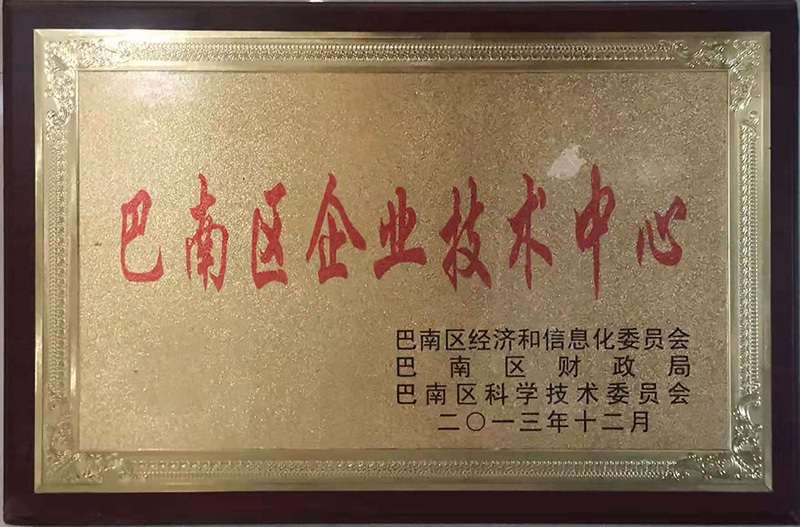 巴南区企业技术中心
巴南区经济和信息化委员会
巴南区财政局
巴南区科学技术委员会
二〇一三年十二月